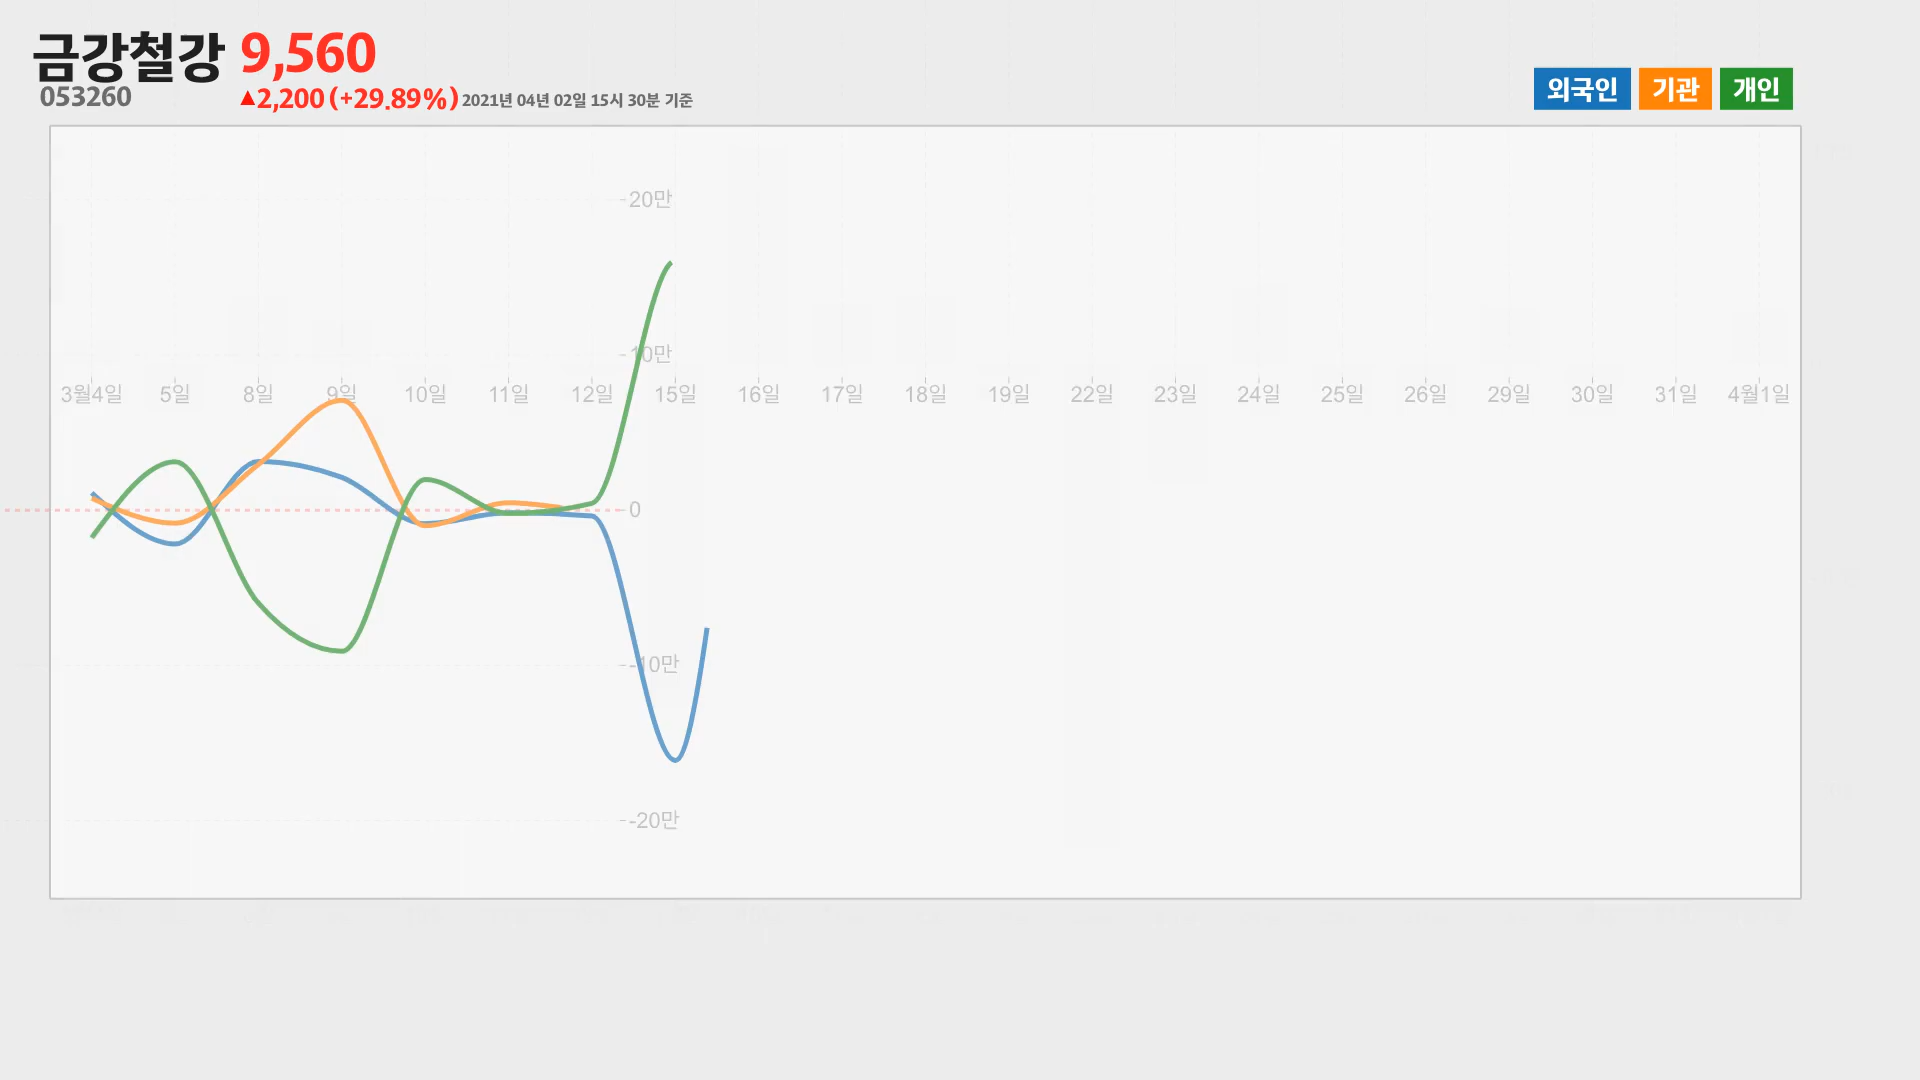 금강철강 9,560
053260 ▲2,200 (+29.89%) 2021년 04년 02일 15시 30분 기준
외국인 기관 개인
20만
10만
3월4일 5일 8일 9일 10일 11일 12일 15일 16일 17일 18일 19일 22일 23일 24일 25일 26일 29일 30일 31일 4월1일
0
-10만
-20만